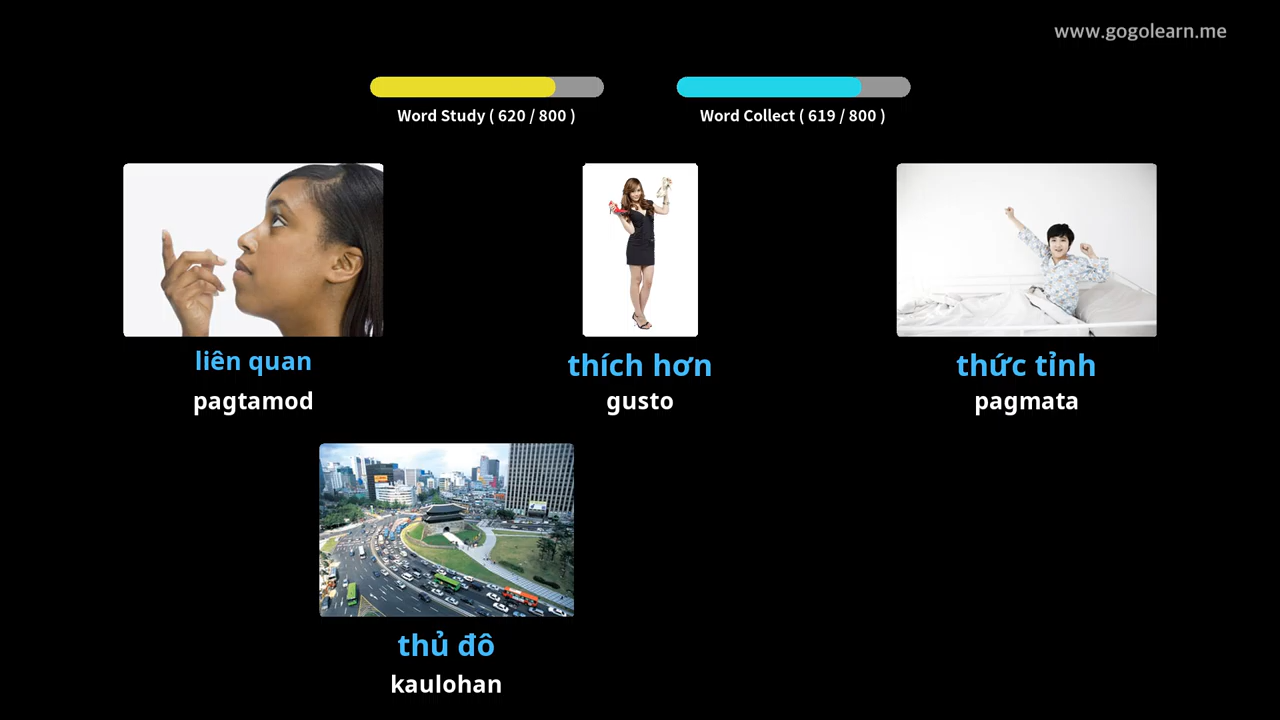 www.gogolearn.me
Word Study ( 620 / 800 )
Word Collect ( 619 / 800 )
liên quan
pagtamod
thích hơn
gusto
thức tỉnh
pagmata
thủ đô
kaulohan